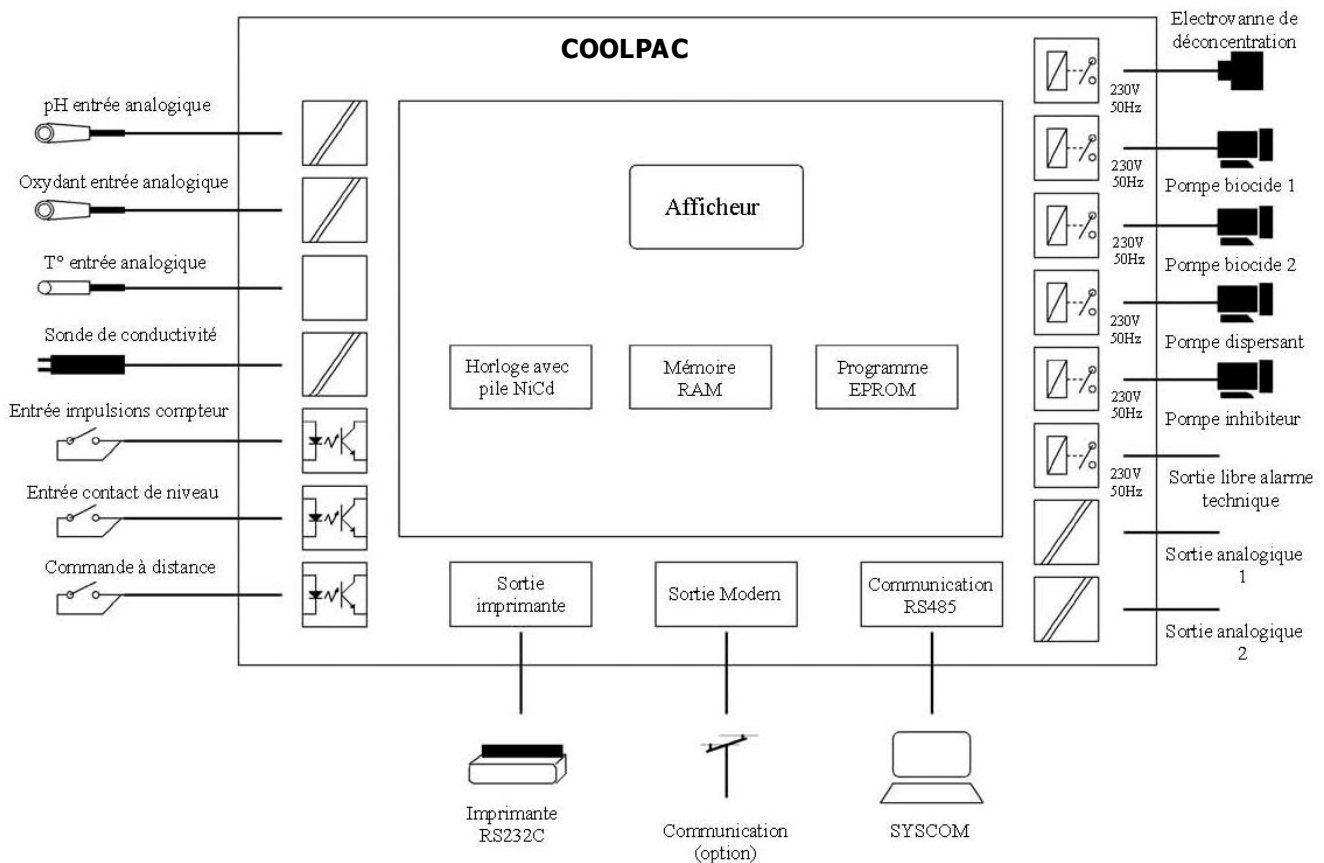 COOLPAC
pH entrée analogique
Oxydant entrée analogique
T° entrée analogique
Sonde de conductivité
Entrée impulsions compteur
Entrée contact de niveau
Commande à distance
Afficheur
Horloge avec
pile NiCd
Mémoire
RAM
Programme
EPROM
Sortie
imprimante
Sortie Modem
Communication
RS485
Imprimante
RS232C
Communication
(option)
SYSCOM
Electrovanne de
déconcentration
230V
50Hz
Pompe biocide 1
230V
50Hz
Pompe biocide 2
230V
50Hz
Pompe dispersant
230V
50Hz
Pompe inhibiteur
230V
50Hz
Sortie libre alarme
technique
230V
50Hz
Sortie analogique
1
Sortie analogique
2